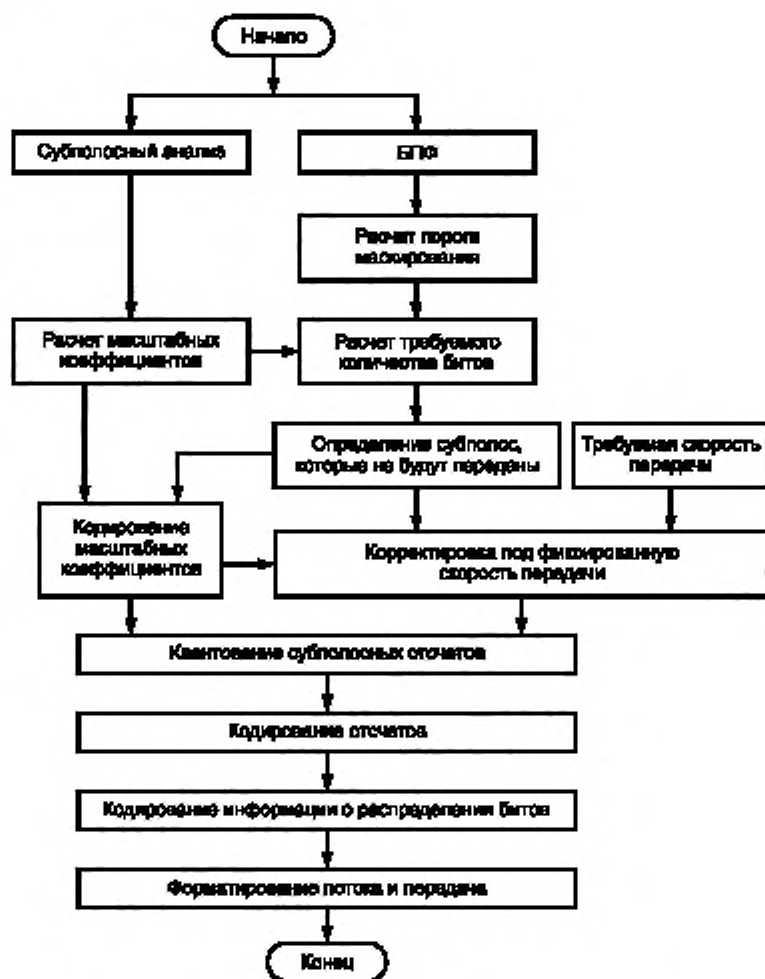 Начало
Субполосный анализ
БПФ
Расчет порога
маскирования
Расчет масштабных
коэффициентов
Расчет требуемого
количества битов
Определение субполос,
которые не будут переданы
Требуемая скорость
передачи
Кодирование
масштабных
коэффициентов
Корректировка под фиксированную
скорость передачи
Квантование субполосных отсчетов
Кодирование отсчетов
Кодирование информации о распределении битов
Форматирование потока и передача
Конец